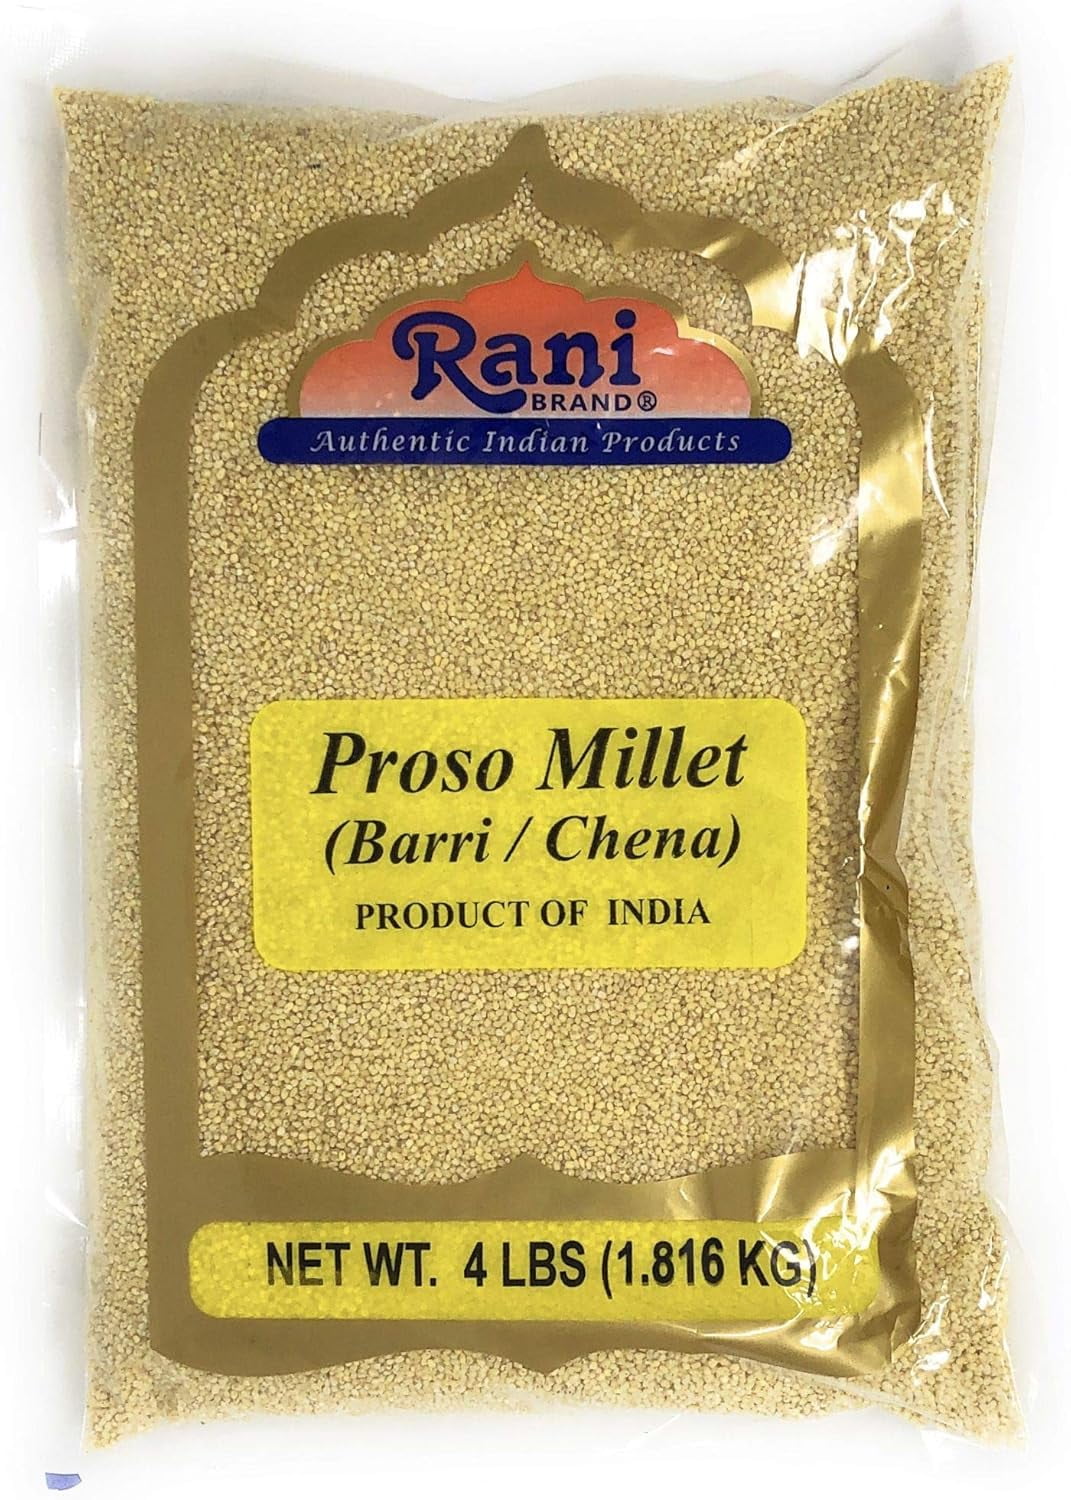 Rani
BRAND®
Authentic Indian Products
Proso Millet
(Barri / Chena)
PRODUCT OF INDIA
NET WT. 4 LBS (1.816 KG)